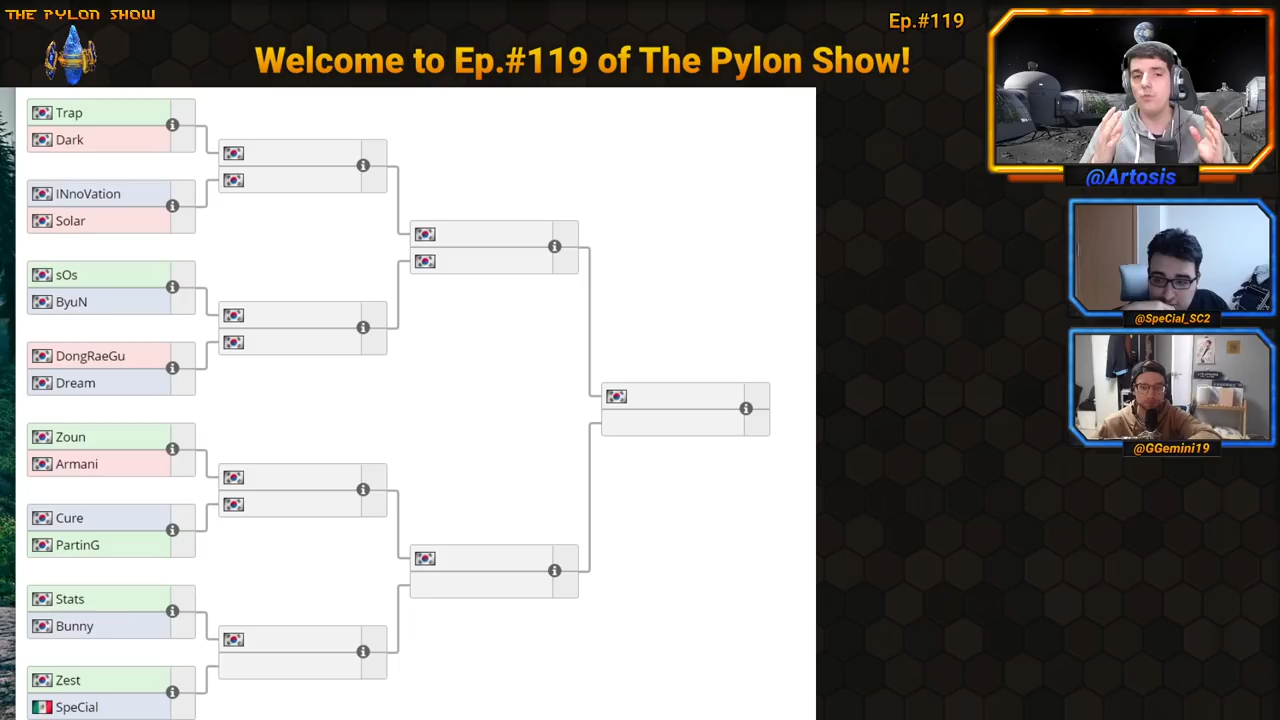 THE PYLON SHOW
Ep.#119
Welcome to Ep.#119 of The Pylon Show!
@Artosis
@SpeCial_SC2
@GGemini19
Trap
Dark
INnoVation
Solar
sOs
ByuN
DongRaeGu
Dream
Zoun
Armani
Cure
PartinG
Stats
Bunny
Zest
SpeCial